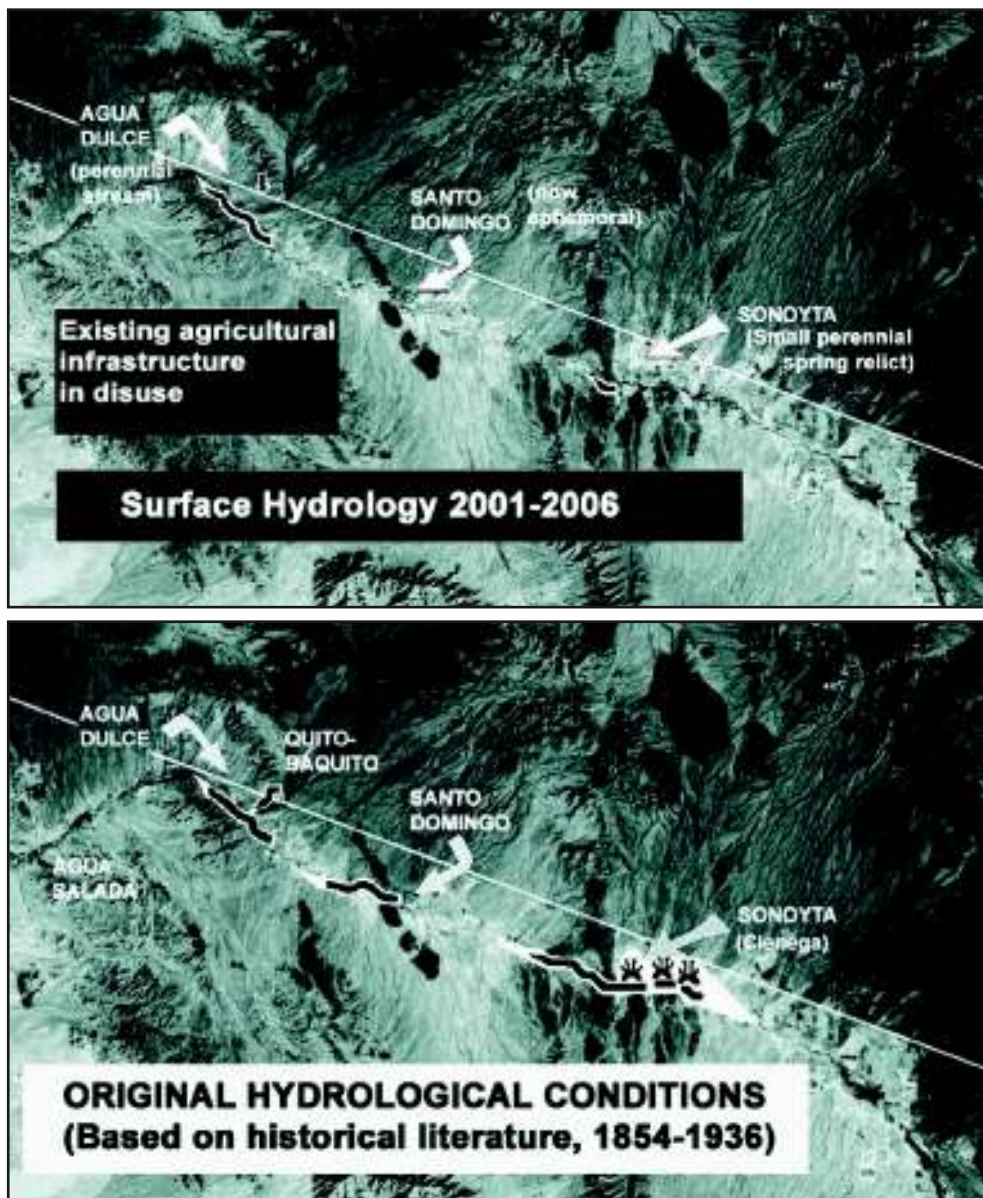 AGUA
DULCE
(perennial
stream)
SANTO
DOMINGO
(now
ephemoral)
SONOYTA
(Small perennial
spring relict)
Existing agricultural
infrastructure
in disuse
Surface Hydrology 2001-2006
AGUA
DULCE
QUITO-
BAQUITO
SANTO
DOMINGO
AGUA
SALADA
SONOYTA
(Cienega)
ORIGINAL HYDROLOGICAL CONDITIONS
(Based on historical literature, 1854-1936)